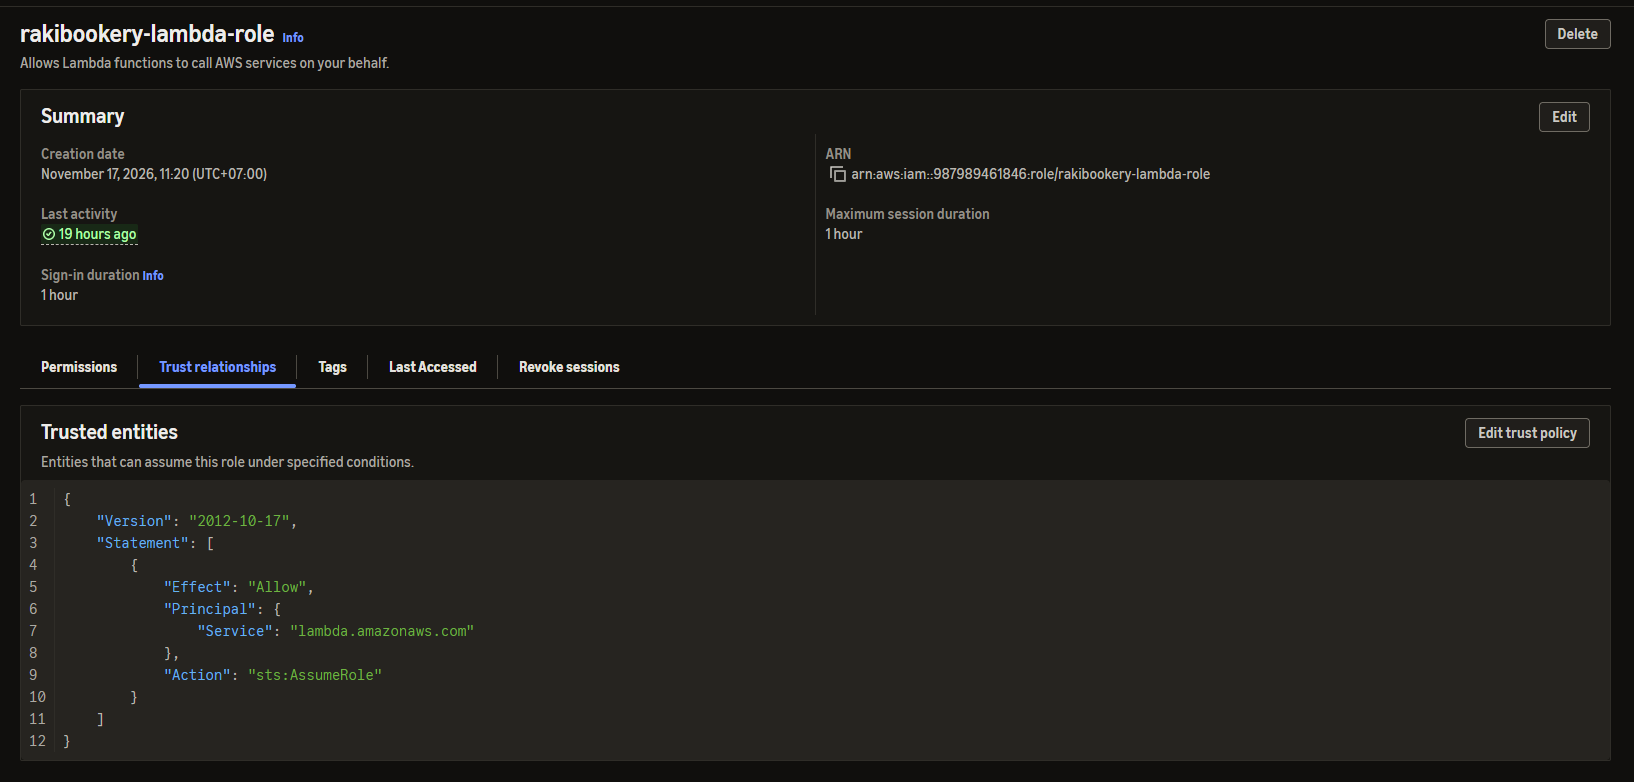 rakibookery-lambda-role Info
Delete
Allows Lambda functions to call AWS services on your behalf.
Summary
Edit
Creation date
November 17, 2026, 11:20 (UTC+07:00)
ARN
arn:aws:iam::987989461846:role/rakibookery-lambda-role
Last activity
19 hours ago
Maximum session duration
1 hour
Sign-in duration Info
1 hour
Permissions Trust relationships Tags Last Accessed Revoke sessions
Trusted entities
Edit trust policy
Entities that can assume this role under specified conditions.
1 {
2     "Version": "2012-10-17",
3     "Statement": [
4         {
5             "Effect": "Allow",
6             "Principal": {
7                 "Service": "lambda.amazonaws.com"
8             },
9             "Action": "sts:AssumeRole"
10         }
11     ]
12 }